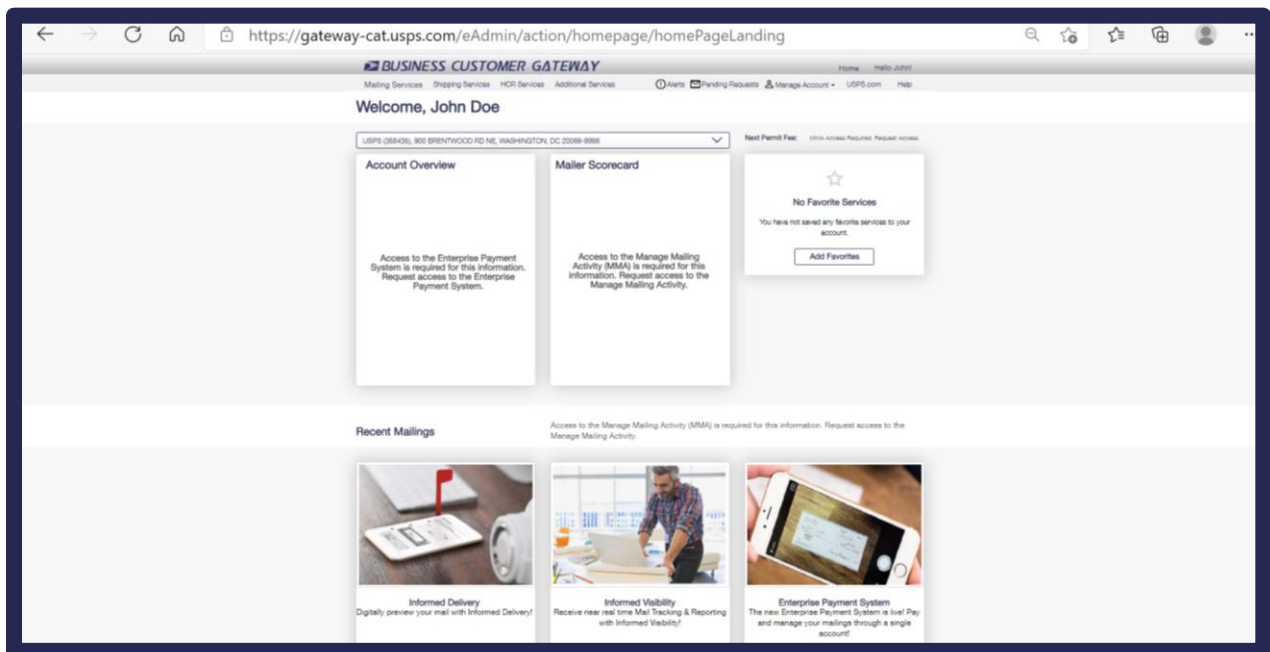 https://gateway-cat.usps.com/eAdmin/action/homepage/homePageLanding
BUSINESS CUSTOMER GATEWAY
Home Hello John!
Mailing Services Shipping Services HCR Services Additional Services Alerts Pending Requests Manage Account USPS.com Help
Welcome, John Doe
900 BRENTWOOD RD NE, WASHINGTON, DC
Next Permit Fee: MMA Access Required. Request Access.
Account Overview
Mailer Scorecard
No Favorite Services
You have not saved any favorite services to your
account.
Add Favorites
Access to the Enterprise Payment
System is required for this information.
Request access to the Enterprise
Payment System.
Access to the Manage Mailing
Activity (MMA) is required for this
information. Request access to the
Manage Mailing Activity.
Recent Mailings
Access to the Manage Mailing Activity (MMA) is required for this information. Request access to the
Manage Mailing Activity.
Informed Delivery
Digitally preview your mail with Informed Delivery!
Informed Visibility
Receive near real time Mail Tracking & Reporting
with Informed Visibility!
Enterprise Payment System
The new Enterprise Payment System is live! Pay
and manage your mailings through a single
account!